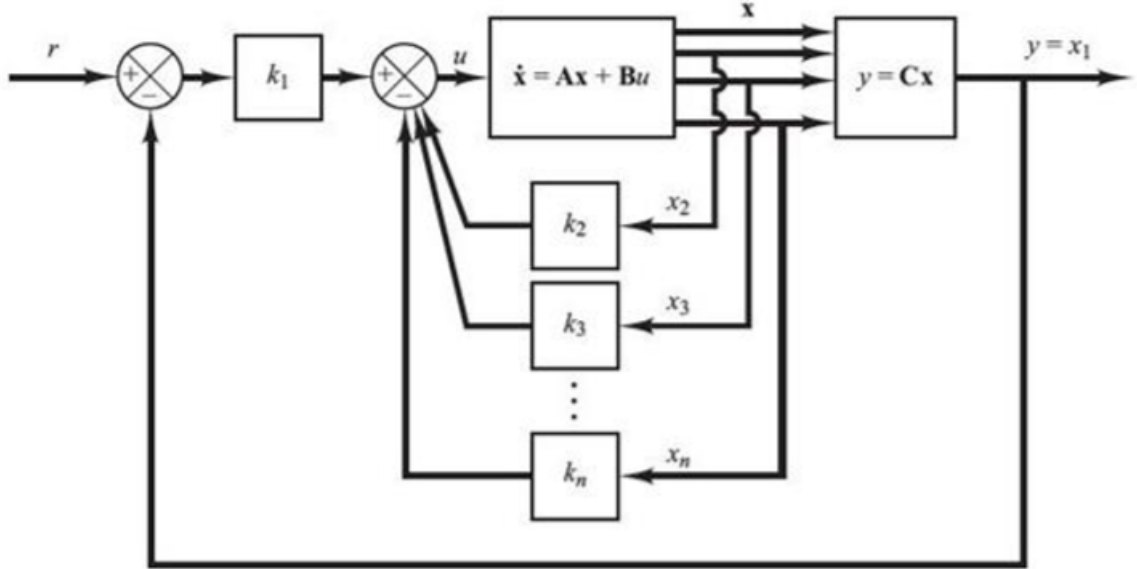 x
r
+
−
k₁
+
−
u
ẋ = Ax + Bu
y = Cx
y = x₁
k₂
x₂
k₃
x₃
⋮
kₙ
xₙ